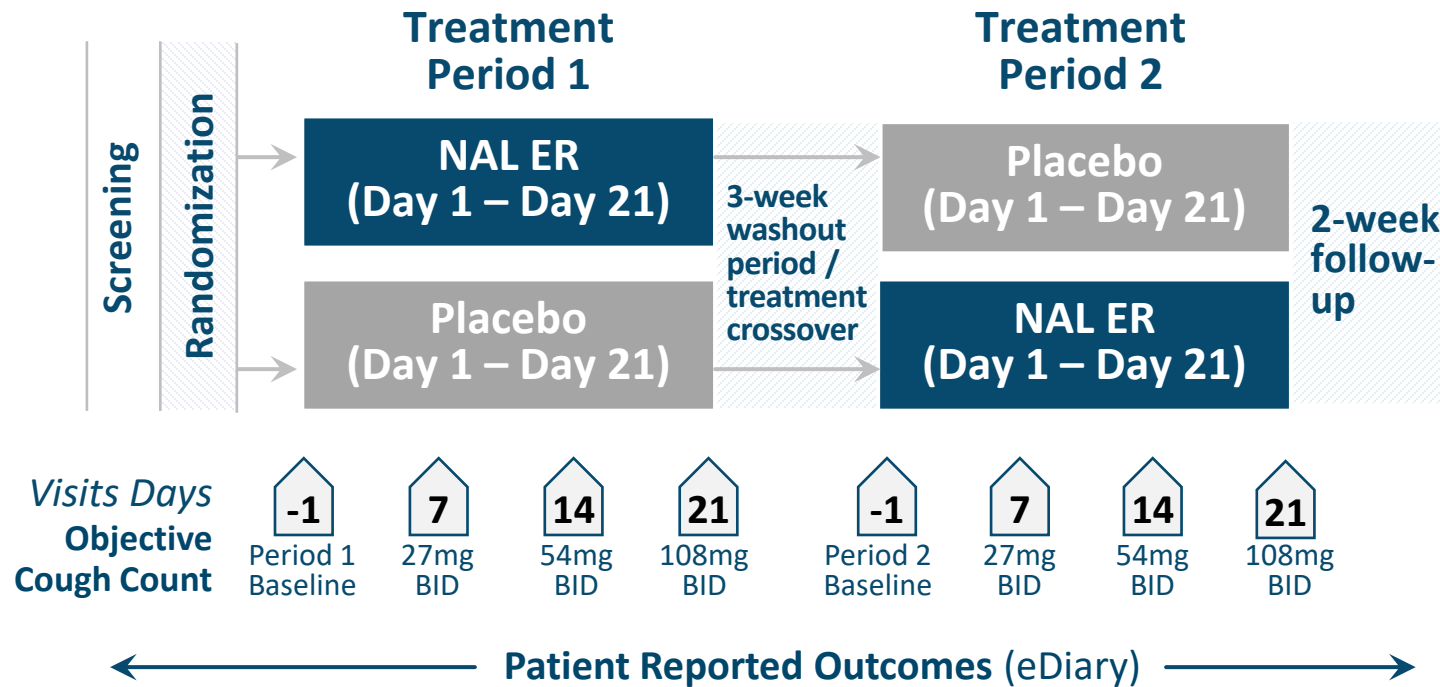 Treatment
Period 1
Treatment
Period 2
Screening
Randomization
NAL ER
(Day 1 – Day 21)
Placebo
(Day 1 – Day 21)
3-week
washout
period /
treatment
crossover
Placebo
(Day 1 – Day 21)
NAL ER
(Day 1 – Day 21)
2-week
follow-
up
Visits Days
Objective
Cough Count
-1
Period 1
Baseline
7
27mg
BID
14
54mg
BID
21
108mg
BID
-1
Period 2
Baseline
7
27mg
BID
14
54mg
BID
21
108mg
BID
Patient Reported Outcomes (eDiary)